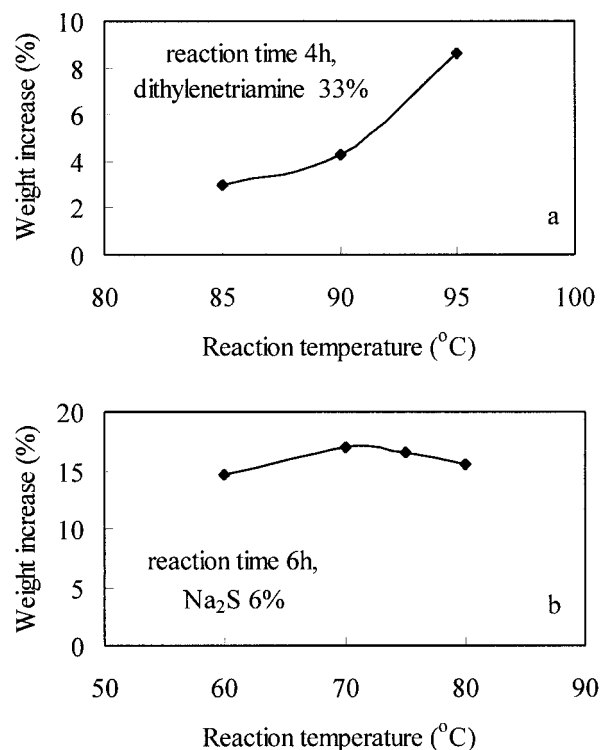 10
8
6
4
2
0
Weight increase (%)
reaction time 4h,
dithylenetriamine 33%
a
80 85 90 95 100
Reaction temperature (°C)
20
15
10
5
0
Weight increase (%)
reaction time 6h,
Na₂S 6%
b
50 60 70 80 90
Reaction temperature (°C)